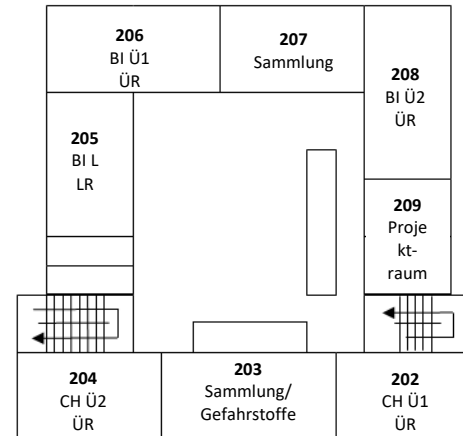 206
BI Ü1
ÜR
207
Sammlung
208
BI Ü2
ÜR
205
BI L
LR
209
Proje
kt-
raum
204
CH Ü2
ÜR
203
Sammlung/
Gefahrstoffe
202
CH Ü1
ÜR